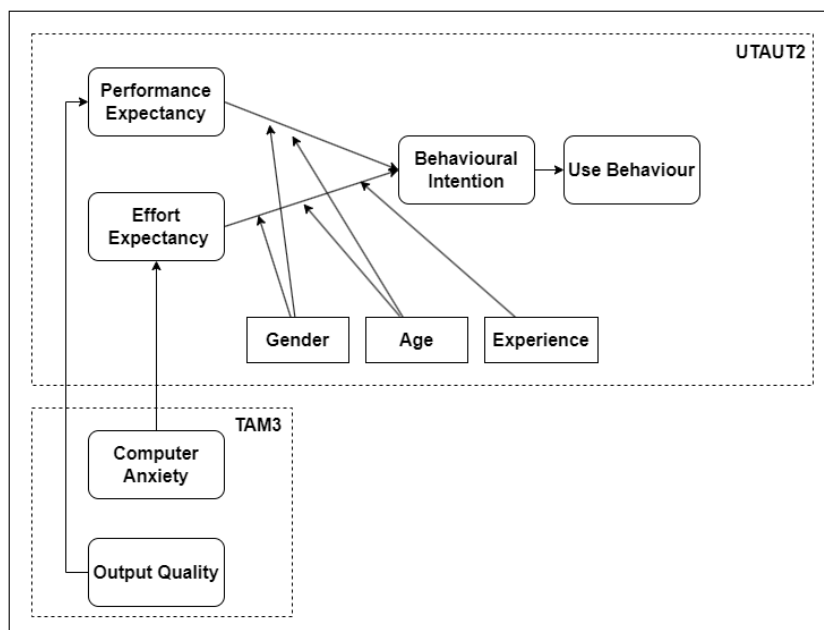 UTAUT2
Performance
Expectancy
Behavioural
Intention
Use Behaviour
Effort
Expectancy
Gender
Age
Experience
TAM3
Computer
Anxiety
Output Quality